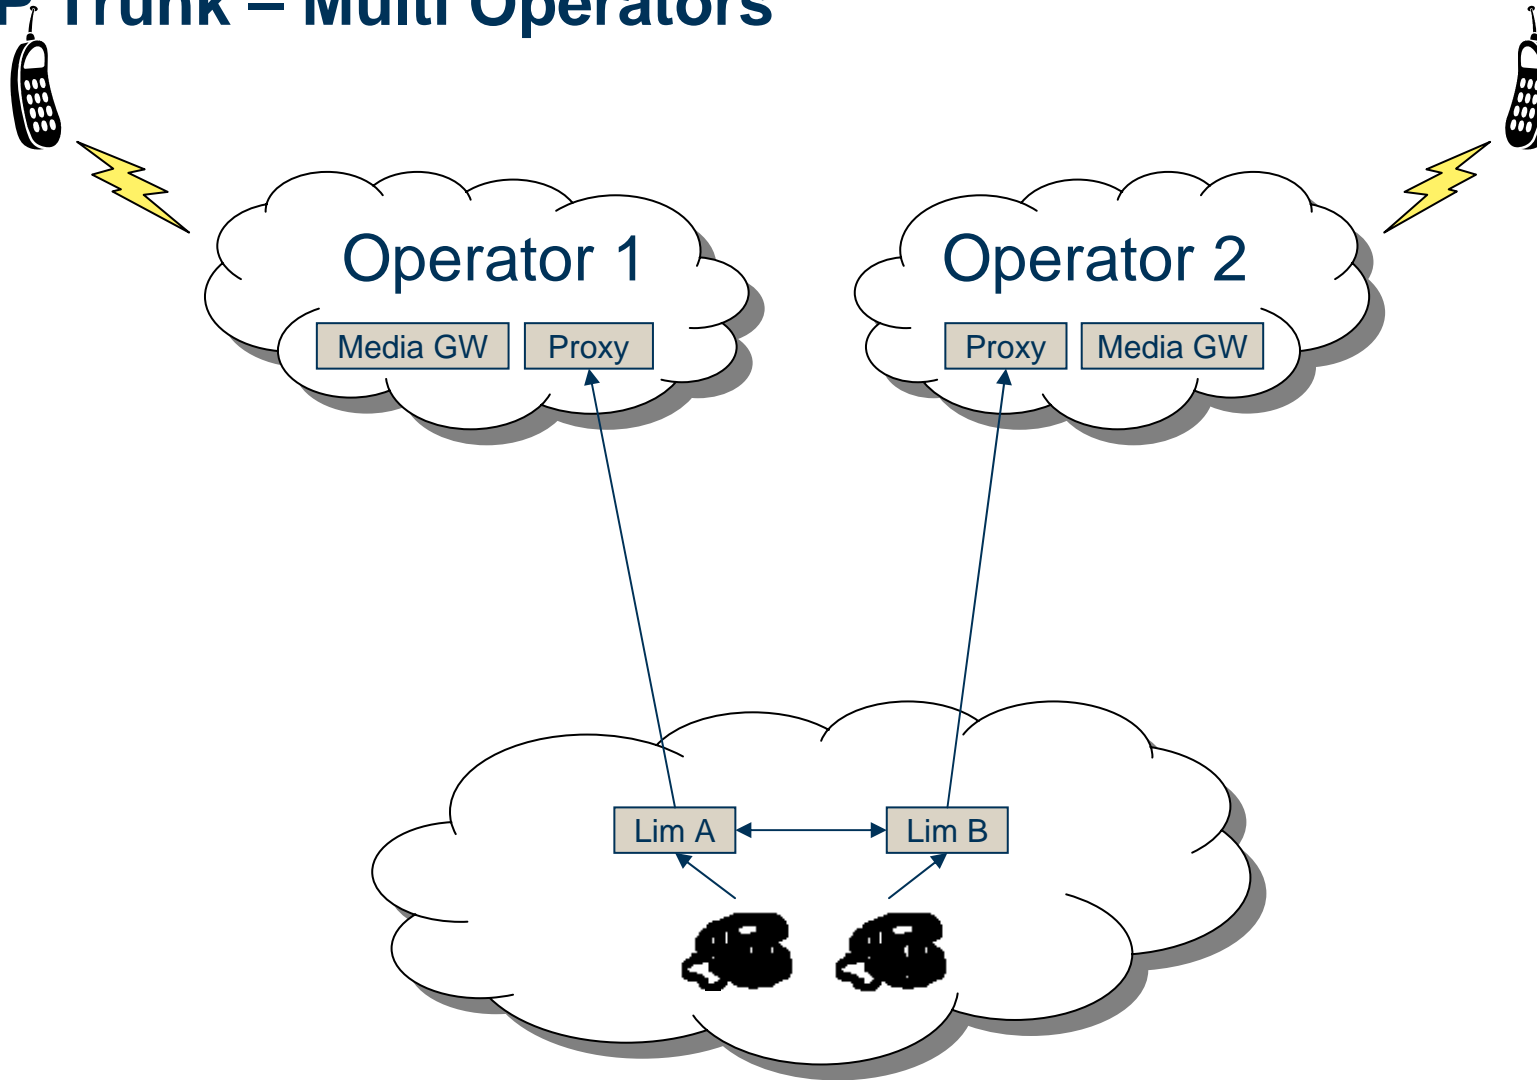 P Trunk – Multi Operators
Operator 1
Operator 2
Media GW
Proxy
Proxy
Media GW
Lim A
Lim B